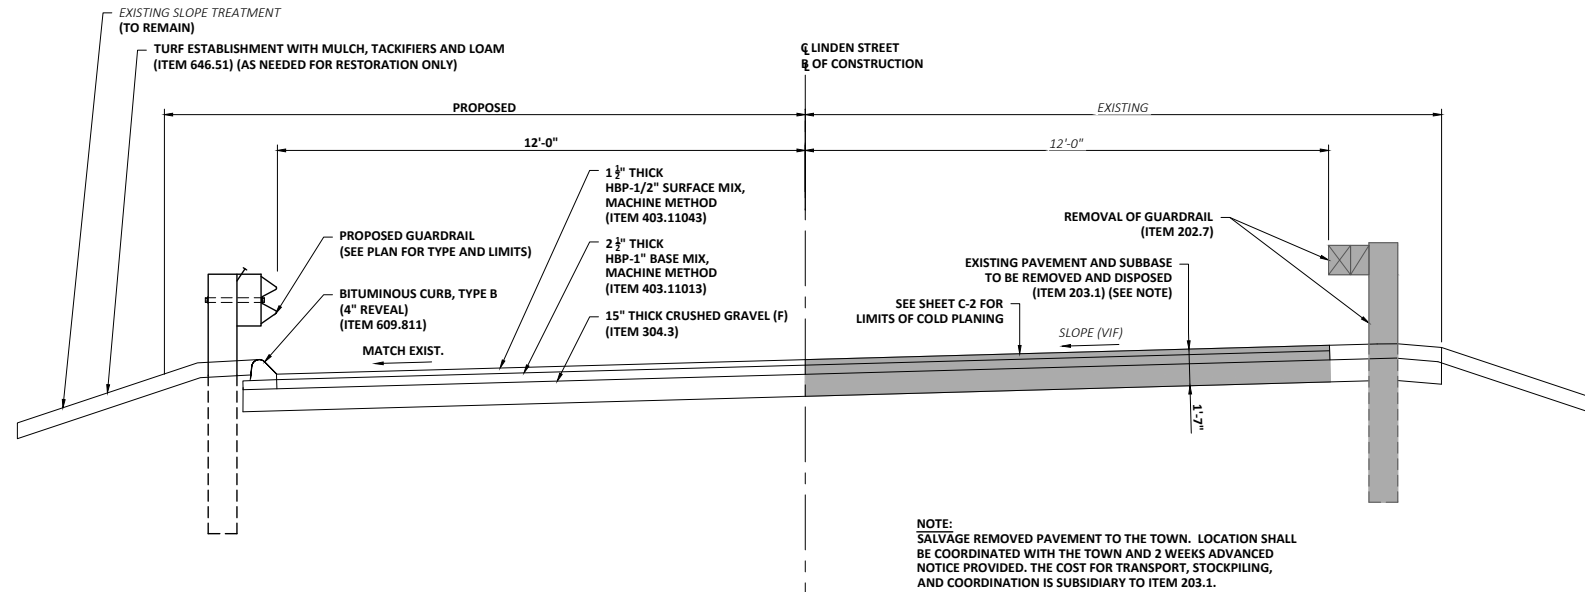 EXISTING SLOPE TREATMENT
(TO REMAIN)
TURF ESTABLISHMENT WITH MULCH, TACKIFIERS AND LOAM
(ITEM 646.51) (AS NEEDED FOR RESTORATION ONLY)
℄ LINDEN STREET
B OF CONSTRUCTION
PROPOSED
EXISTING
12'-0"
12'-0"
1 ½" THICK
HBP-1/2" SURFACE MIX,
MACHINE METHOD
(ITEM 403.11043)
2 ½" THICK
HBP-1" BASE MIX,
MACHINE METHOD
(ITEM 403.11013)
15" THICK CRUSHED GRAVEL (F)
(ITEM 304.3)
PROPOSED GUARDRAIL
(SEE PLAN FOR TYPE AND LIMITS)
BITUMINOUS CURB, TYPE B
(4" REVEAL)
(ITEM 609.811)
MATCH EXIST.
REMOVAL OF GUARDRAIL
(ITEM 202.7)
EXISTING PAVEMENT AND SUBBASE
TO BE REMOVED AND DISPOSED
(ITEM 203.1) (SEE NOTE)
SEE SHEET C-2 FOR
LIMITS OF COLD PLANING
SLOPE (VIF)
1'-7"
NOTE:
SALVAGE REMOVED PAVEMENT TO THE TOWN. LOCATION SHALL
BE COORDINATED WITH THE TOWN AND 2 WEEKS ADVANCED
NOTICE PROVIDED. THE COST FOR TRANSPORT, STOCKPILING,
AND COORDINATION IS SUBSIDIARY TO ITEM 203.1.